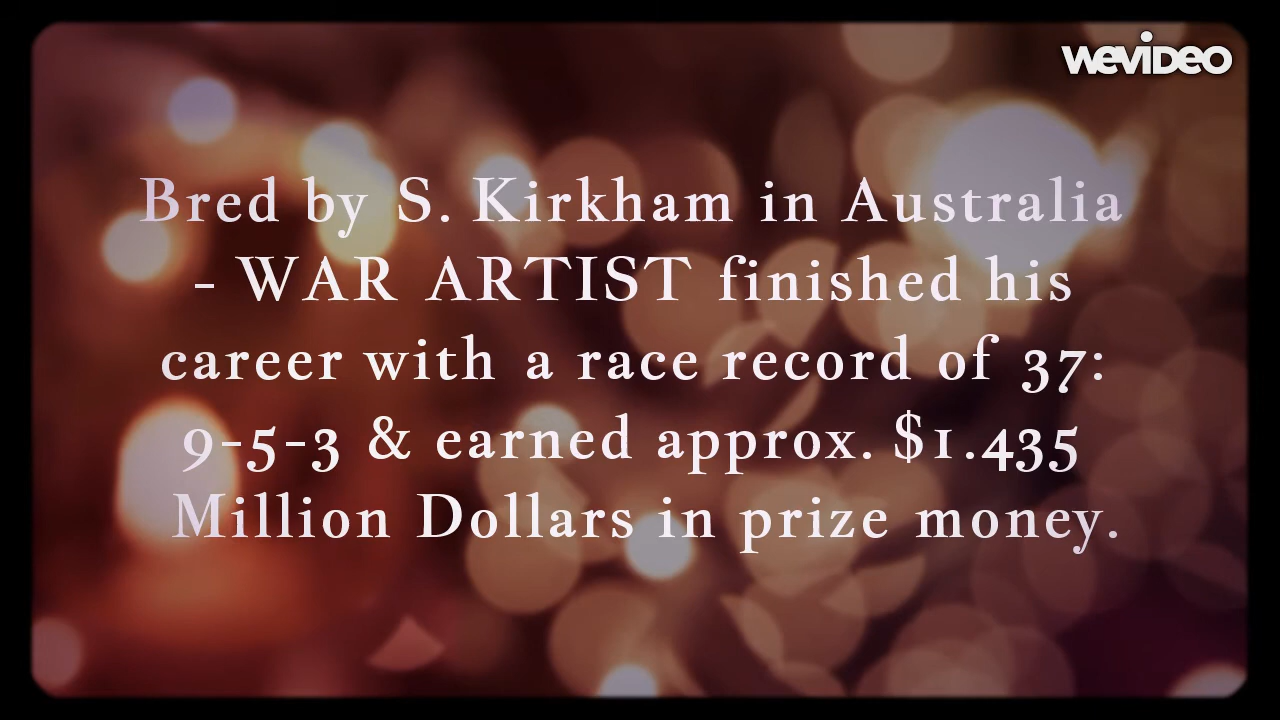 WeVideo
Bred by S. Kirkham in Australia
- WAR ARTIST finished his
career with a race record of 37:
9-5-3 & earned approx. $1.435
Million Dollars in prize money.